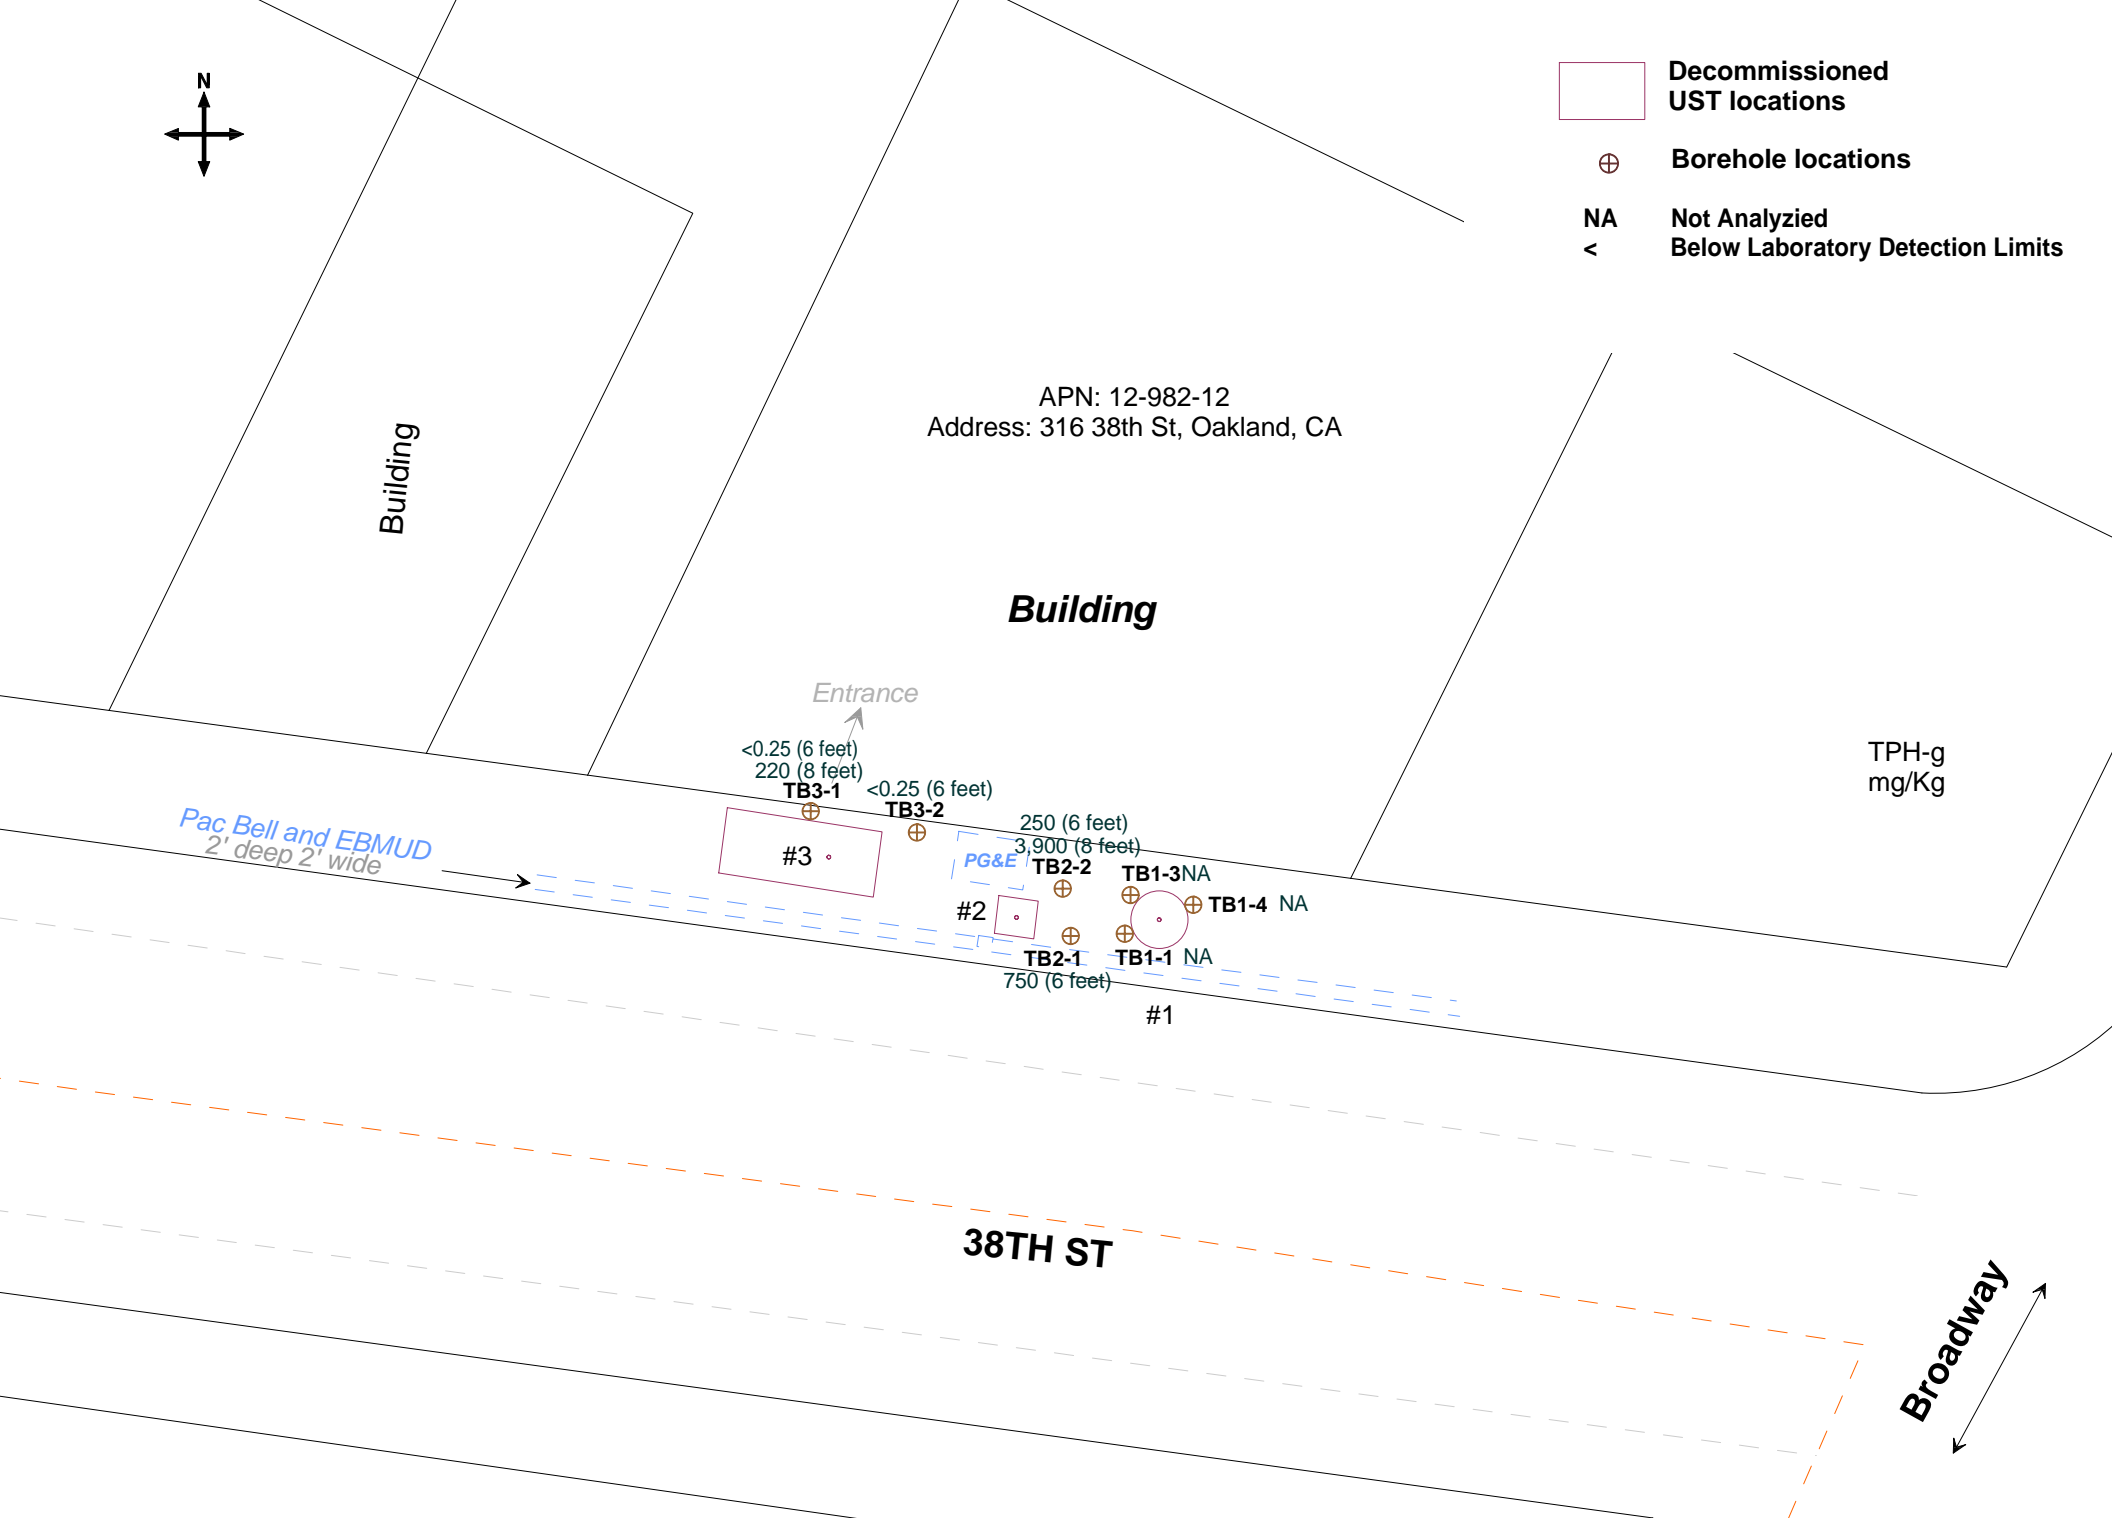 N
Decommissioned
UST locations
Borehole locations
NA Not Analyzied
< Below Laboratory Detection Limits
APN: 12-982-12
Address: 316 38th St, Oakland, CA
Building
Building
Entrance
<0.25 (6 feet)
220 (8 feet)
TB3-1
<0.25 (6 feet)
TB3-2
TPH-g
mg/Kg
Pac Bell and EBMUD
2' deep 2' wide
#3
PG&E
250 (6 feet)
3,900 (8 feet)
TB2-2
TB1-3 NA
TB1-4 NA
#2
TB2-1
750 (6 feet)
TB1-1 NA
#1
38TH ST
Broadway